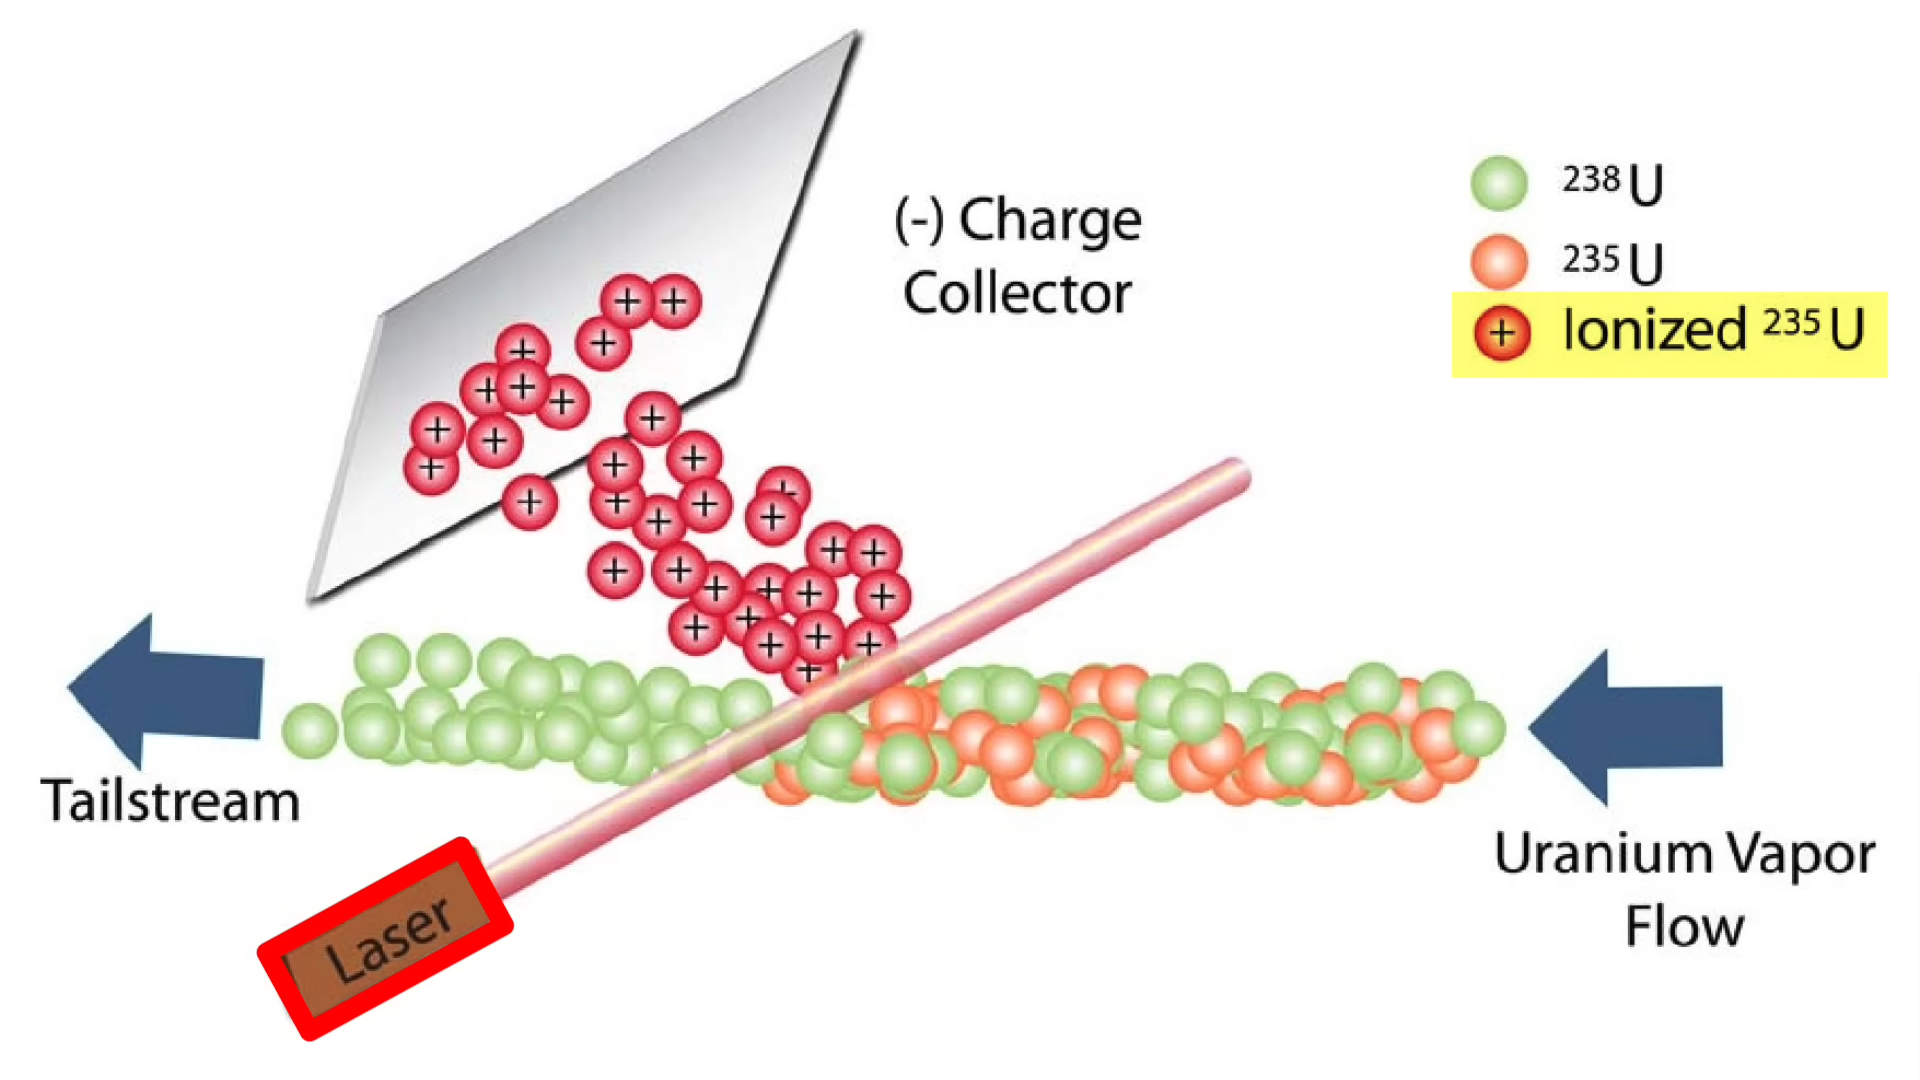 (-) Charge
Collector
²³⁸U
²³⁵U
+ Ionized ²³⁵U
+ + + + + + + + + + + + + + + + + + + + + + + + + + + + + + + + + +
Tailstream
Laser
Uranium Vapor
Flow